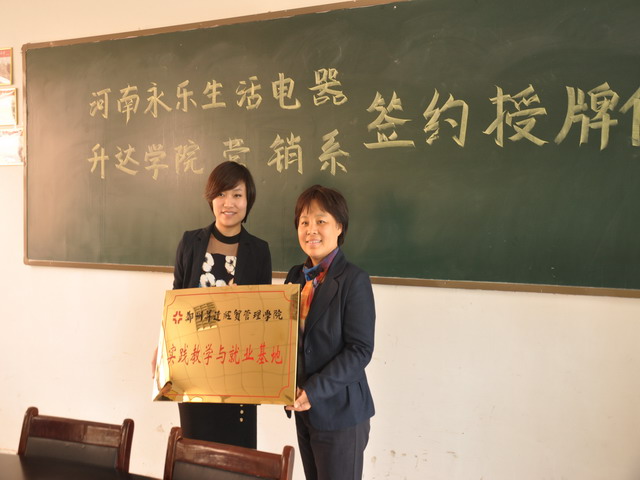 河南永乐生活电器
升达学院 营销系
签约授牌
郑州升达经贸管理学院
实践教学与就业基地